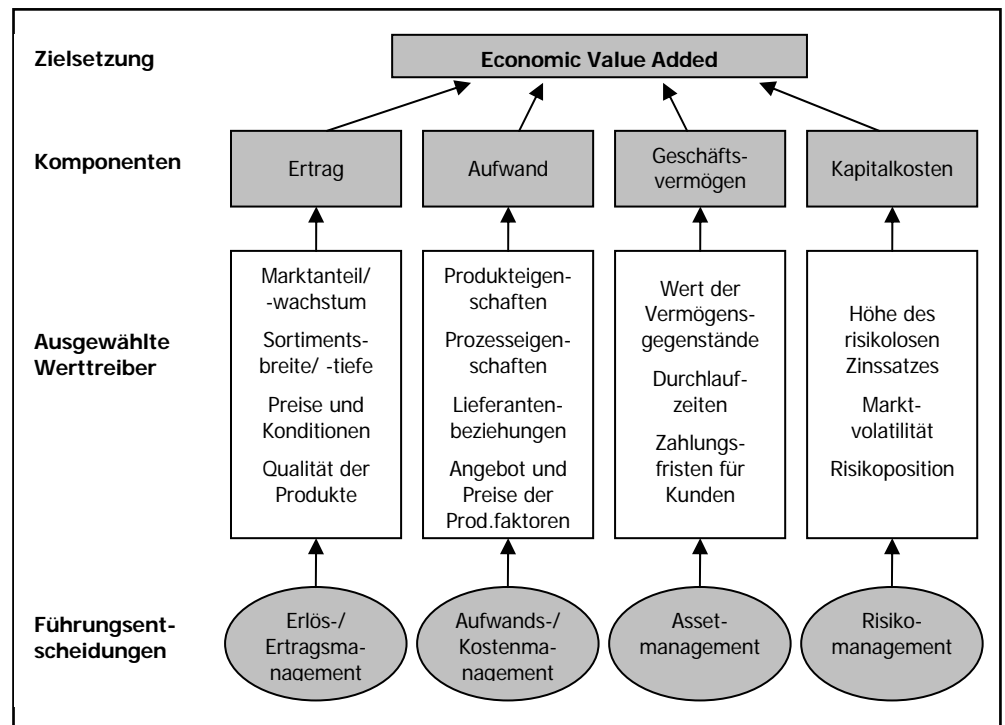 Zielsetzung
Economic Value Added
Komponenten
Ertrag
Aufwand
Geschäfts-
vermögen
Kapitalkosten
Ausgewählte
Werttreiber
Marktanteil/
-wachstum
Sortiments-
breite/ -tiefe
Preise und
Konditionen
Qualität der
Produkte
Produkteigen-
schaften
Prozesseigen-
schaften
Lieferanten-
beziehungen
Angebot und
Preise der
Prod.faktoren
Wert der
Vermögens-
gegenstände
Durchlauf-
zeiten
Zahlungs-
fristen für
Kunden
Höhe des
risikolosen
Zinssatzes
Markt-
volatilität
Risikoposition
Führungsent-
scheidungen
Erlös-/
Ertragsma-
nagement
Aufwands-/
Kostenma-
nagement
Asset-
management
Risiko-
management